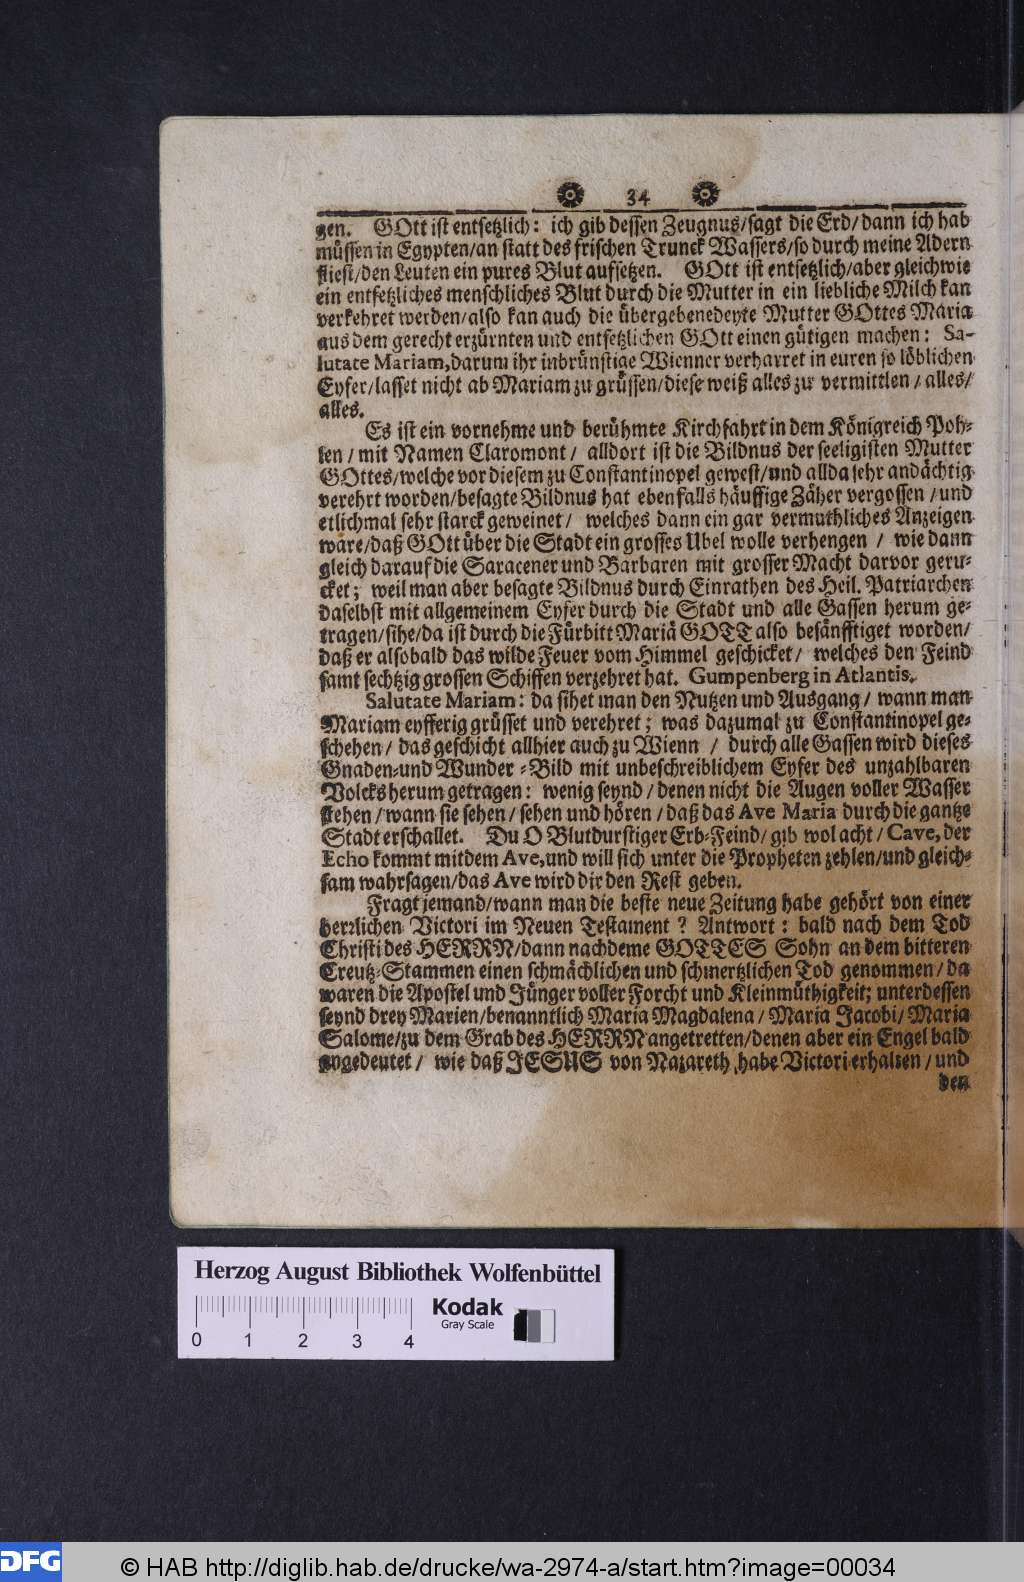 34
gen. GOtt ist entsetzlich: ich gib dessen Zeugnus/sagt die Erd/dann ich hab
müssen in Egypten/an statt des frischen Trunck Wassers/so durch meine Adern
fliest/den Leuten ein pures Blut aufsetzen. GOtt ist entsetzlich/aber gleichwie
ein entsetzliches menschliches Blut durch die Mutter in ein liebliche Milch kan
verkehret werden/also kan auch die übergebenedeyte Mutter GOttes Maria
aus dem gerecht erzürnten und entsetzlichen GOtt einen gütigen machen: Sa-
lutate Mariam, darum ihr inbrünstige Wienner verharret in euren so löblichen
Eyfer/lasset nicht ab Mariam zu grüssen/diese weiß alles zu vermittlen/alles/
alles.
Es ist ein vornehme und berühmte Kirchfahrt in dem Königreich Poh-
len/mit Namen Claromont/ alldort ist die Bildnus der seeligisten Mutter
GOttes/welche vor diesem zu Constantinopel gewest/und allda sehr andächtig
verehrt worden/besagte Bildnus hat ebenfalls häuffige Zäher vergossen/und
etlichmal sehr starck geweinet/ welches dann ein gar vermuthliches Anzeigen
ware/daß GOtt über die Stadt ein grosses Ubel wolle verhengen / wie dann
gleich darauf die Saracener und Barbaren mit grosser Macht darvor geru-
cket; weil man aber besagte Bildnus durch Einrathen des Heil. Patriarchen
daselbst mit allgemeinem Eyfer durch die Stadt und alle Gassen herum ge-
tragen/sihe/da ist durch die Fürbitt Mariä GOTT also besänfftiget worden/
daß er alsobald das wilde Feuer vom Himmel geschicket/ welches den Feind
samt sechtzig grossen Schiffen verzehret hat. Gumpenberg in Atlantis.
Salutate Mariam: da sihet man den Nutzen und Ausgang/ wann man
Mariam eyfferig grüsset und verehret; was dazumal zu Constantinopel ge-
schehen/das geschicht allhier auch zu Wienn / durch alle Gassen wird dieses
Gnaden-und Wunder-Bild mit unbeschreiblichem Eyfer des unzahlbaren
Volcks herum getragen: wenig seynd/denen nicht die Augen voller Wasser
stehen/wann sie sehen/sehen und hören/daß das Ave Maria durch die gantze
Stadt erschallet. Du O Blutdurstiger Erb-Feind/gib wol acht/Cave, der
Echo kommt mit dem Ave, und will sich unter die Propheten zehlen/und gleich-
sam wahrsagen/das Ave wird dir den Rest geben.
Fragt jemand/wann man die beste neue Zeitung habe gehört von einer
herzlichen Victori im Neuen Testament? Antwort: bald nach dem Tod
Christi des HERRN/dann nachdeme GOTTES Sohn an dem bitteren
Creutz-Stammen einen schmächlichen und schmertzlichen Tod genommen/da
waren die Apostel und Jünger voller Forcht und Kleinmüthigkeit; unterdessen
seynd drey Marien/benanntlich Maria Magdalena/ Maria Jacobi/ Maria
Salome/zu dem Grab des HERRN angetretten/denen aber ein Engel bald
angedeutet/ wie daß JESUS von Nazareth habe Victori erhalten/und
den
Herzog August Bibliothek Wolfenbüttel
Kodak
Gray Scale
0 1 2 3 4
DFG
© HAB http://diglib.hab.de/drucke/wa-2974-a/start.htm?image=00034